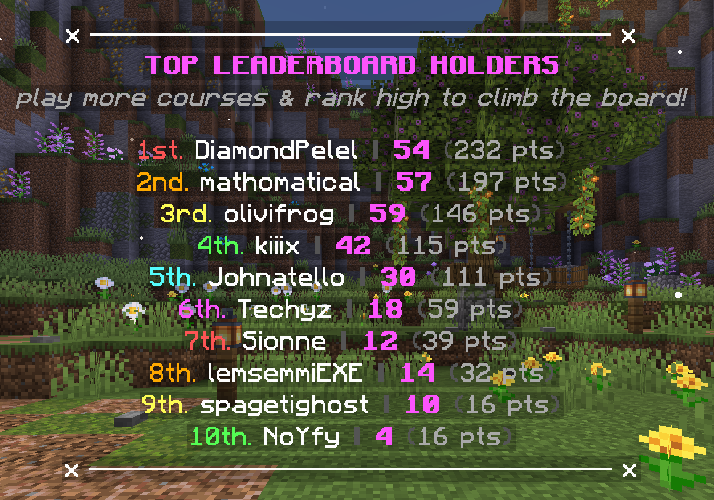 TOP LEADERBOARD HOLDERS
play more courses & rank high to climb the board!
1st. DiamondPelel | 54 (232 pts)
2nd. mathomatical | 57 (197 pts)
3rd. olivifrog | 59 (146 pts)
4th. kiiix | 42 (115 pts)
5th. Johnatello | 30 (111 pts)
6th. Techyz | 18 (59 pts)
7th. Sionne | 12 (39 pts)
8th. lemsemmiEXE | 14 (32 pts)
9th. spagetighost | 10 (16 pts)
10th. NoYfy | 4 (16 pts)